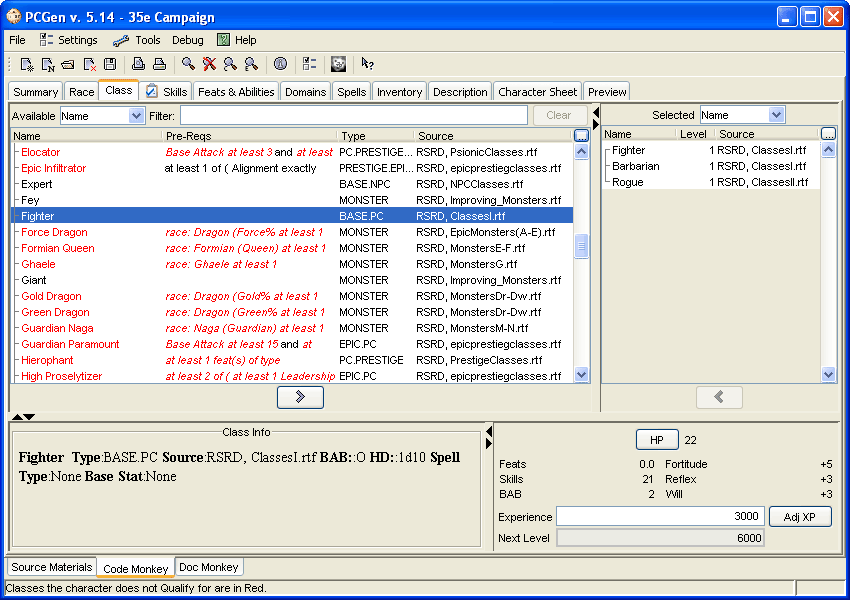 PCGen v. 5.14 - 35e Campaign
File Settings Tools Debug Help
Summary Race Class Skills Feats & Abilities Domains Spells Inventory Description Character Sheet Preview
Available Name Filter: Clear Selected Name
Name Pre-Reqs Type Source Name Level Source
Elocator Base Attack at least 3 and at least PC.PRESTIGE... RSRD, PsionicClasses.rtf Fighter 1 RSRD, ClassesI.rtf
Epic Infiltrator at least 1 of ( Alignment exactly PRESTIGE.EPI... RSRD, epicprestiegclasses.rtf Barbarian 1 RSRD, ClassesI.rtf
Expert BASE.NPC RSRD, NPCClasses.rtf Rogue 1 RSRD, ClassesII.rtf
Fey MONSTER RSRD, Improving_Monsters.rtf
Fighter BASE.PC RSRD, ClassesI.rtf
Force Dragon race: Dragon (Force% at least 1 MONSTER RSRD, EpicMonsters(A-E).rtf
Formian Queen race: Formian (Queen) at least 1 MONSTER RSRD, MonstersE-F.rtf
Ghaele race: Ghaele at least 1 MONSTER RSRD, MonstersG.rtf
Giant MONSTER RSRD, Improving_Monsters.rtf
Gold Dragon race: Dragon (Gold% at least 1 MONSTER RSRD, MonstersDr-Dw.rtf
Green Dragon race: Dragon (Green% at least 1 MONSTER RSRD, MonstersDr-Dw.rtf
Guardian Naga race: Naga (Guardian) at least 1 MONSTER RSRD, MonstersM-N.rtf
Guardian Paramount Base Attack at least 15 and at EPIC.PC RSRD, epicprestiegclasses.rtf
Hierophant at least 1 feat(s) of type PC.PRESTIGE RSRD, PrestigeClasses.rtf
High Proselytizer at least 2 of ( at least 1 Leadership EPIC.PC RSRD, epicprestiegclasses.rtf
Class Info
Fighter Type:BASE.PC Source:RSRD, ClassesI.rtf BAB::O HD::1d10 Spell
Type:None Base Stat:None
HP 22
Feats 0.0 Fortitude +5
Skills 21 Reflex +3
BAB 2 Will +3
Experience 3000 Adj XP
Next Level 6000
Source Materials Code Monkey Doc Monkey
Classes the character does not Qualify for are in Red.